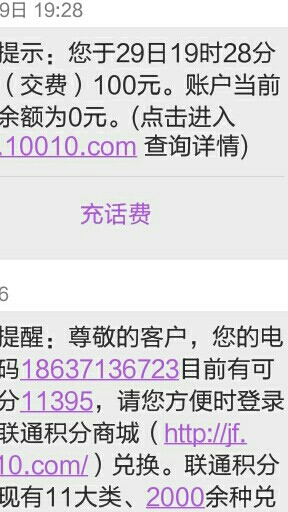 9日 19:28
提示：您于29日19时28分
（交费）100元。账户当前
余额为0元。(点击进入
.10010.com 查询详情)
充话费
6
提醒：尊敬的客户，您的电
码18637136723目前有可
分11395，请您方便时登录
联通积分商城（http://jf.
10.com/）兑换。联通积分
现有11大类、2000余种兑